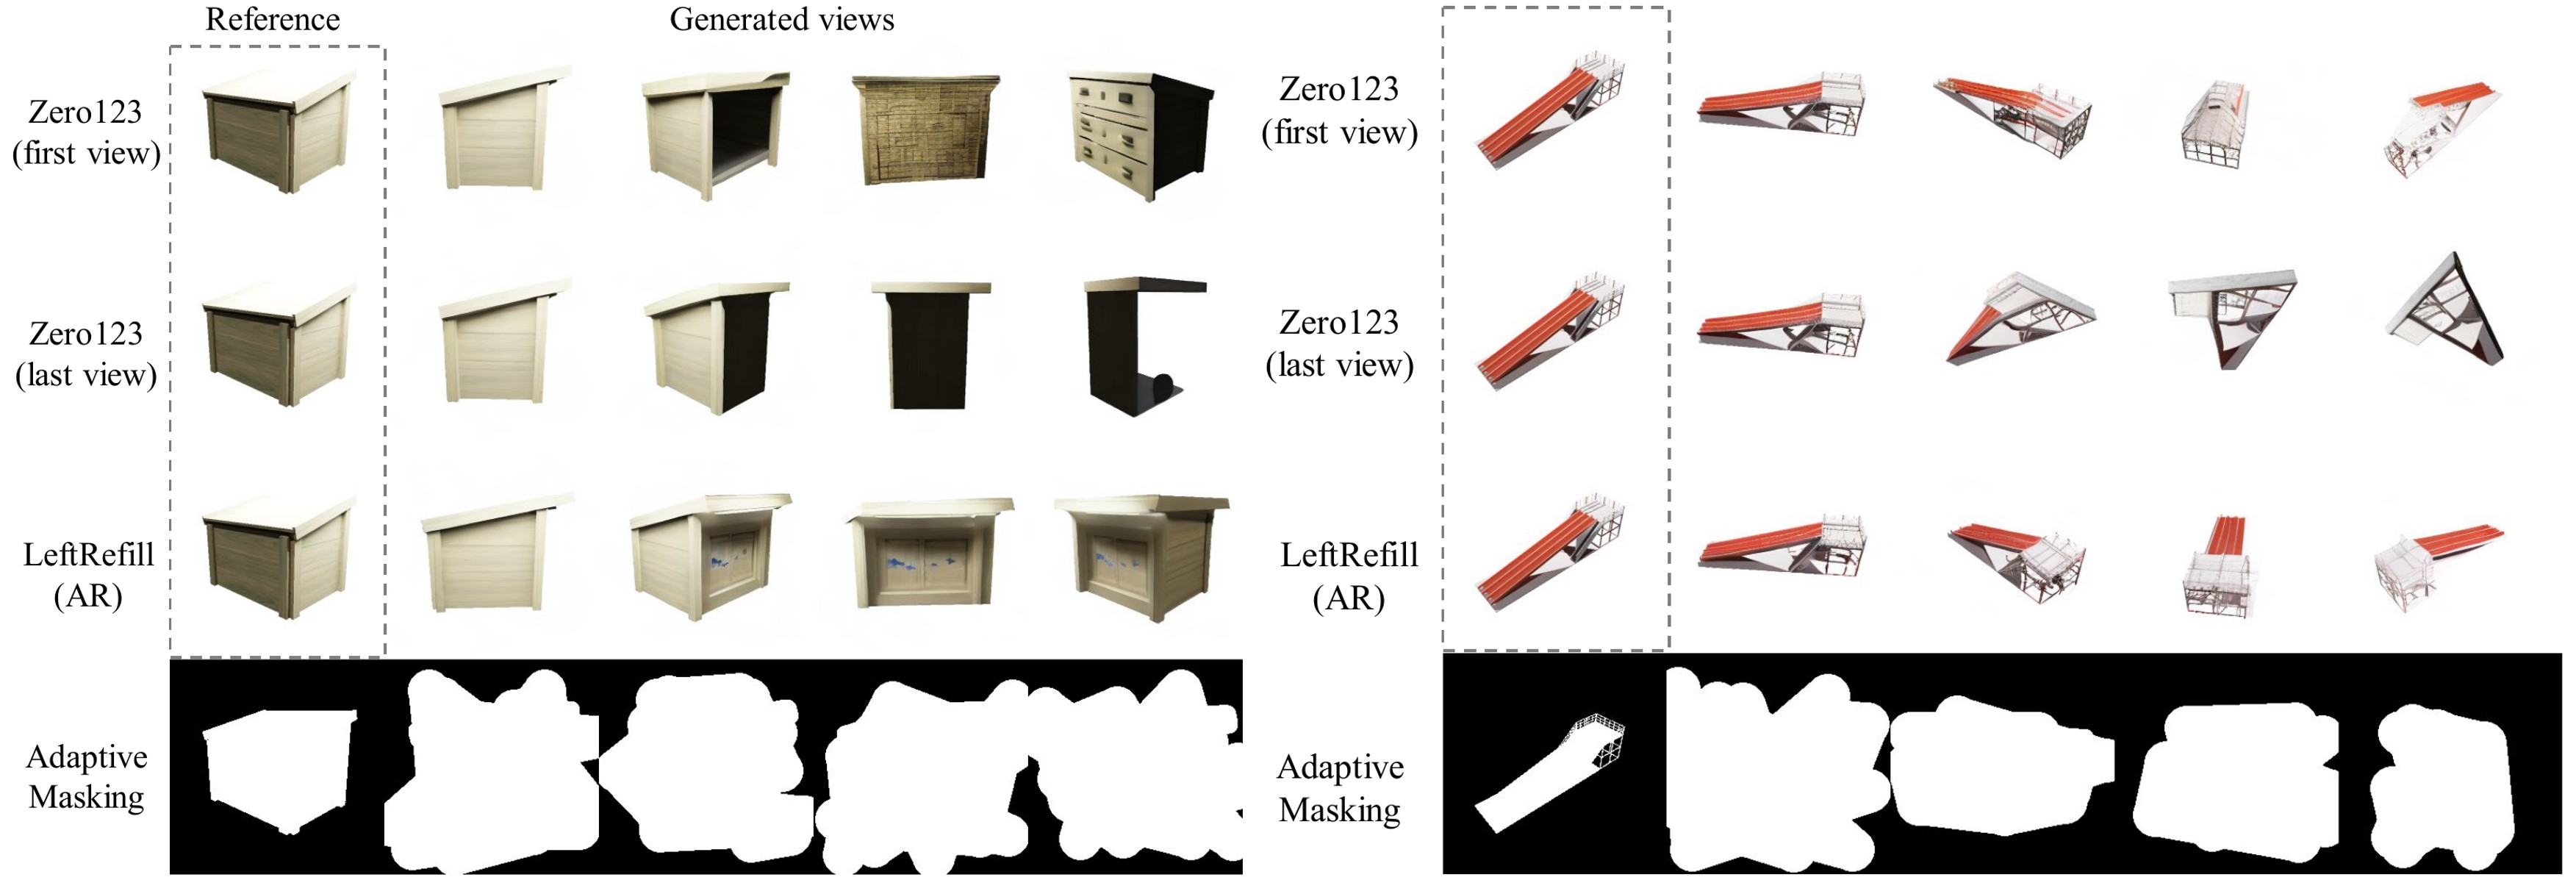 Reference
Generated views
Zero123
(first view)
Zero123
(last view)
LeftRefill
(AR)
Adaptive
Masking
Zero123
(first view)
Zero123
(last view)
LeftRefill
(AR)
Adaptive
Masking